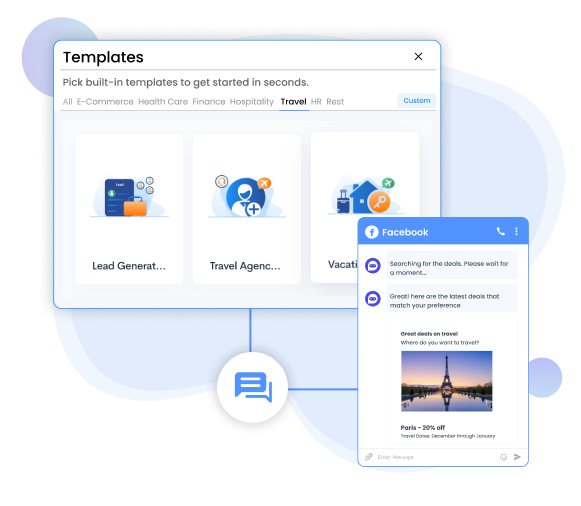 Templates
Pick built-in templates to get started in seconds.
All E-Commerce Health Care Finance Hospitality Travel HR Rest Custom
Lead
Lead Generat...
Travel Agenc...
Vacati
Facebook
Searching for the deals. Please wait for
a moment...
Great! here are the latest deals that
match your preference
Great deals on travel
Where do you want to travel?
Paris - 20% off
Travel Dates: December through January
Enter Message